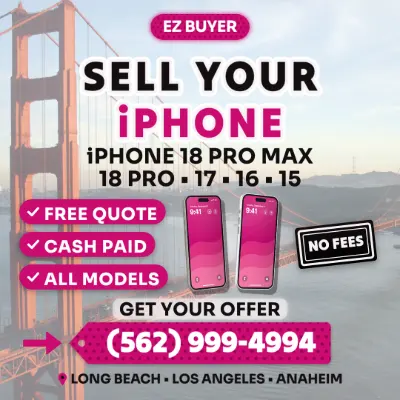 EZ BUYER
SELL YOUR
iPHONE
iPHONE 18 PRO MAX
18 PRO ▪ 17 ▪ 16 ▪ 15
✓ FREE QUOTE
✓ CASH PAID
✓ ALL MODELS
9:41
9:41
NO FEES
GET YOUR OFFER
(562) 999-4994
LONG BEACH ▪ LOS ANGELES ▪ ANAHEIM